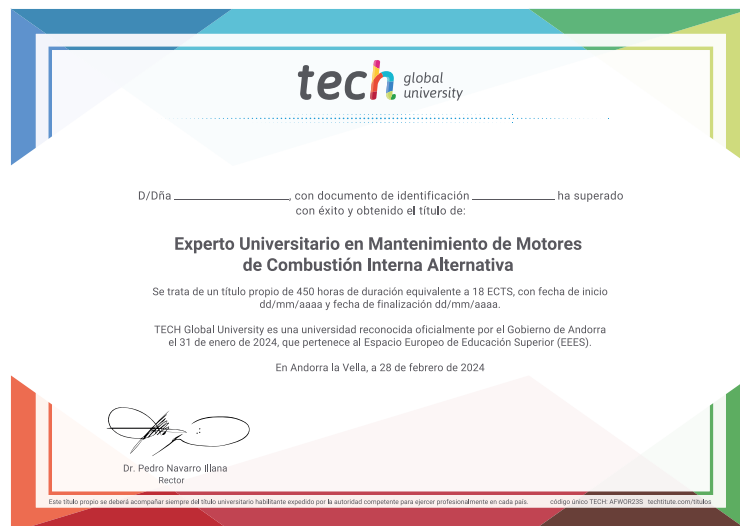 tech global
university
D/Dña ______________, con documento de identificación __________ ha superado
con éxito y obtenido el título de:
Experto Universitario en Mantenimiento de Motores
de Combustión Interna Alternativa
Se trata de un título propio de 450 horas de duración equivalente a 18 ECTS, con fecha de inicio
dd/mm/aaaa y fecha de finalización dd/mm/aaaa.
TECH Global University es una universidad reconocida oficialmente por el Gobierno de Andorra
el 31 de enero de 2024, que pertenece al Espacio Europeo de Educación Superior (EEES).
En Andorra la Vella, a 28 de febrero de 2024
Dr. Pedro Navarro Illana
Rector
Este título propio se deberá acompañar siempre del título universitario habilitante expedido por la autoridad competente para ejercer profesionalmente en cada país. código único TECH: AFWOR23S techtitute.com/titulos